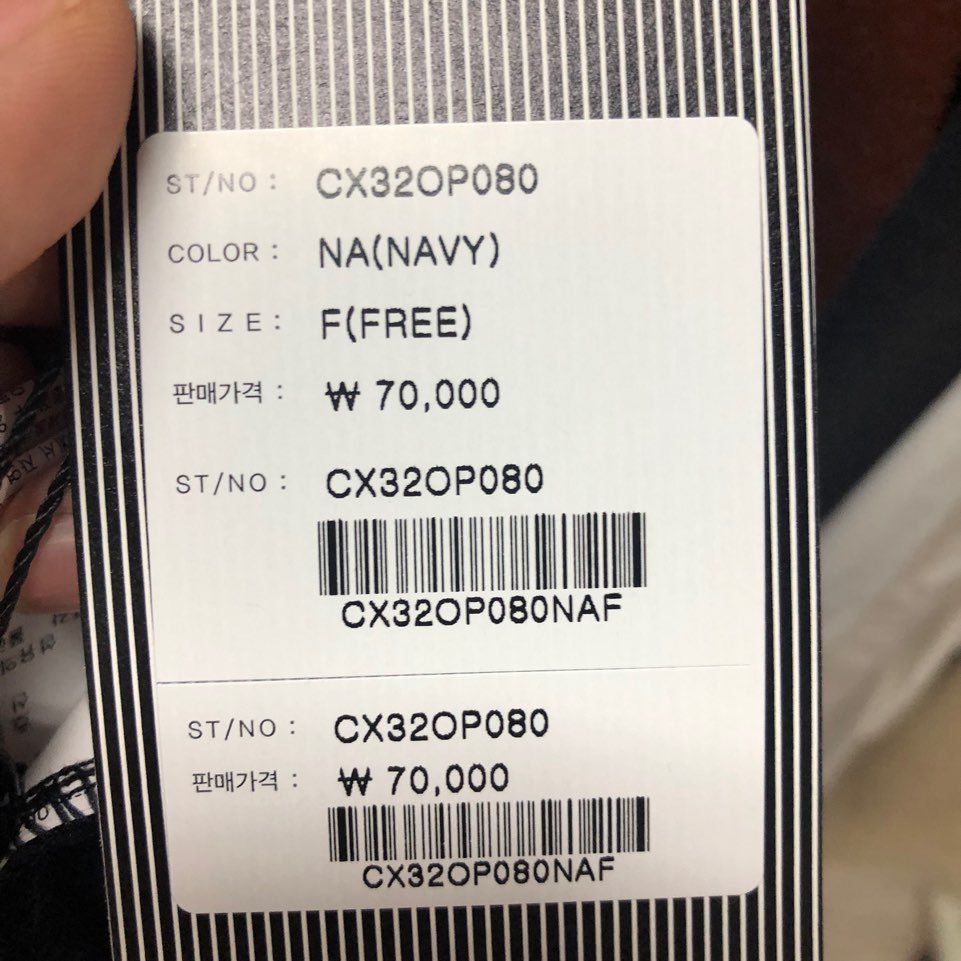 ST/NO : CX32OP080
COLOR : NA(NAVY)
SIZE : F(FREE)
판매가격 : ₩ 70,000
ST/NO : CX32OP080
CX32OP080NAF
ST/NO : CX32OP080
판매가격 : ₩ 70,000
CX32OP080NAF